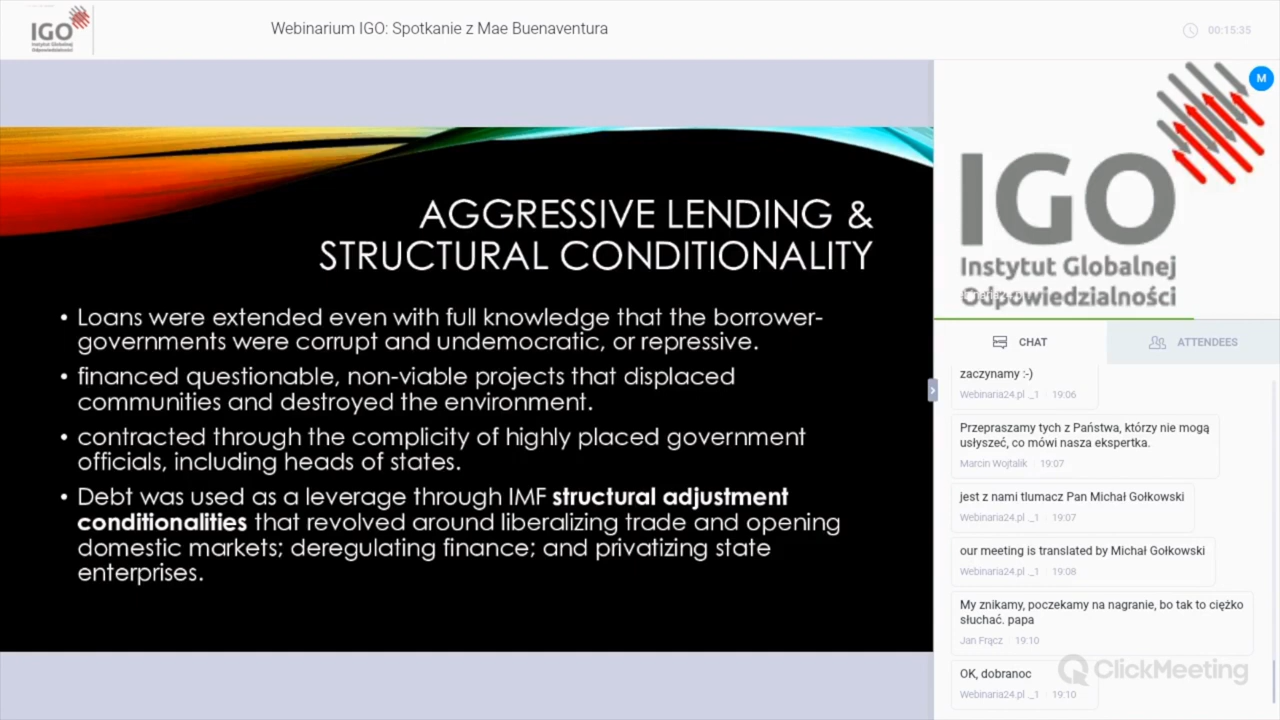 IGO
Instytut Globalnej
Odpowiedzialności
Webinarium IGO: Spotkanie z Mae Buenaventura
00:15:35
AGGRESSIVE LENDING &
STRUCTURAL CONDITIONALITY
• Loans were extended even with full knowledge that the borrower-
governments were corrupt and undemocratic, or repressive.
• financed questionable, non-viable projects that displaced
communities and destroyed the environment.
• contracted through the complicity of highly placed government
officials, including heads of states.
• Debt was used as a leverage through IMF structural adjustment
conditionalities that revolved around liberalizing trade and opening
domestic markets; deregulating finance; and privatizing state
enterprises.
M
IGO
Instytut Globalnej
Odpowiedzialności
CHAT
ATTENDEES
zaczynamy :-)
Webinaria24.pl ._1 19:06
Przepraszamy tych z Państwa, którzy nie mogą
usłyszeć, co mówi nasza ekspertka.
Marcin Wojtalik 19:07
jest z nami tlumacz Pan Michał Gołkowski
Webinaria24.pl ._1 19:07
our meeting is translated by Michał Gołkowski
Webinaria24.pl ._1 19:08
My znikamy, poczekamy na nagranie, bo tak to ciężko
słuchać. papa
Jan Frącz 19:10
OK, dobranoc
Webinaria24.pl ._1 19:10
ClickMeeting